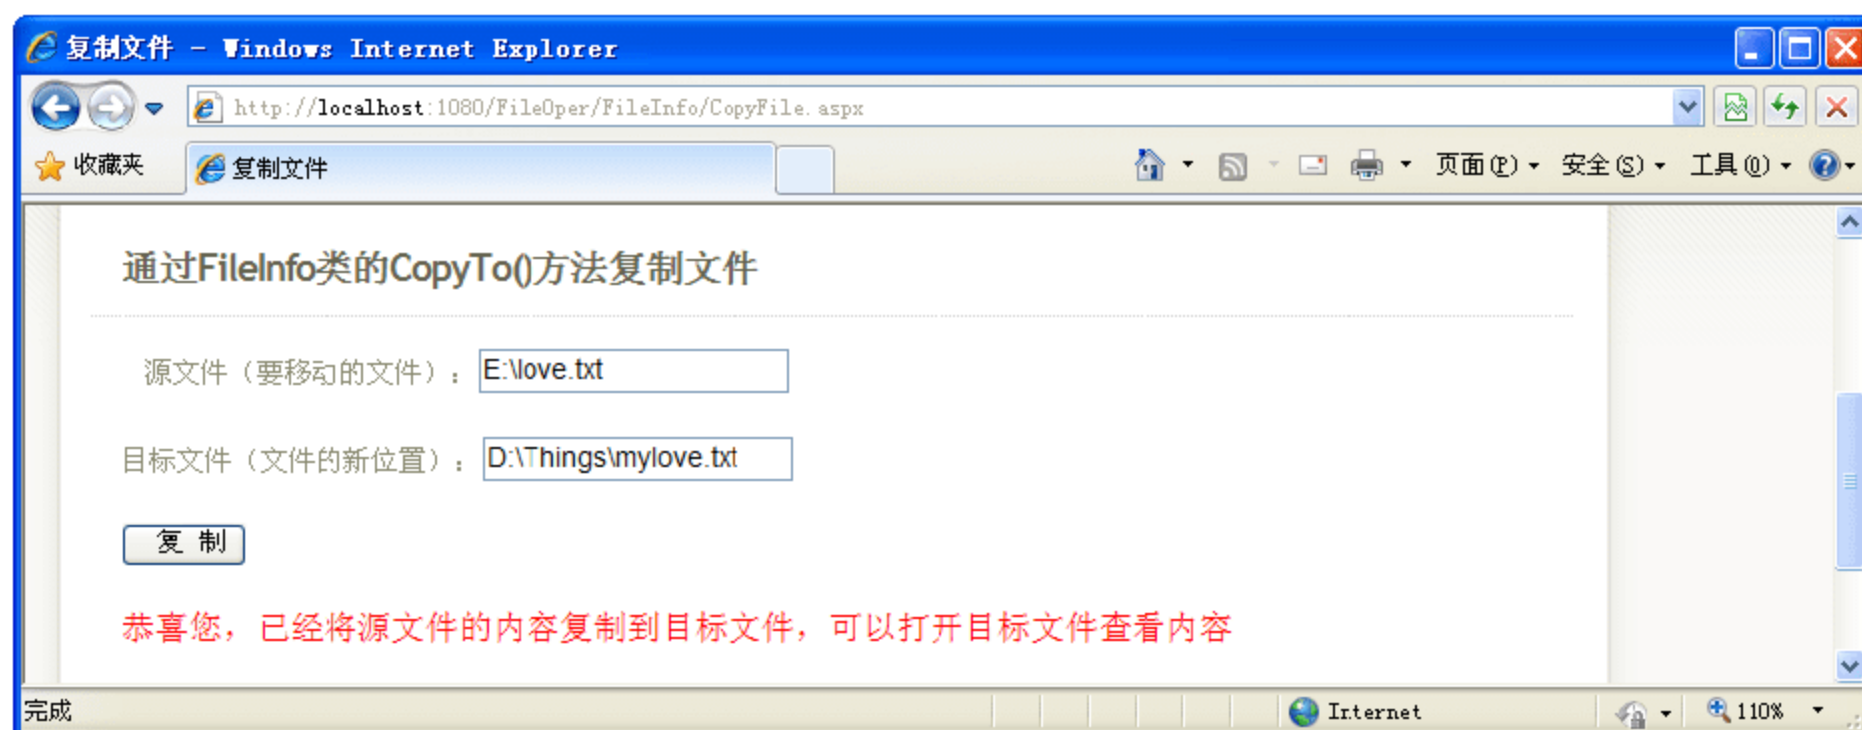 复制文件 - Windows Internet Explorer
http://localhost:1080/FileOper/FileInfo/CopyFile.aspx
收藏夹 复制文件 页面(P) 安全(S) 工具(O)
通过FileInfo类的CopyTo()方法复制文件
源文件（要移动的文件）： E:\love.txt
目标文件（文件的新位置）： D:\Things\mylove.txt
复 制
恭喜您，已经将源文件的内容复制到目标文件，可以打开目标文件查看内容
完成 Internet 110%